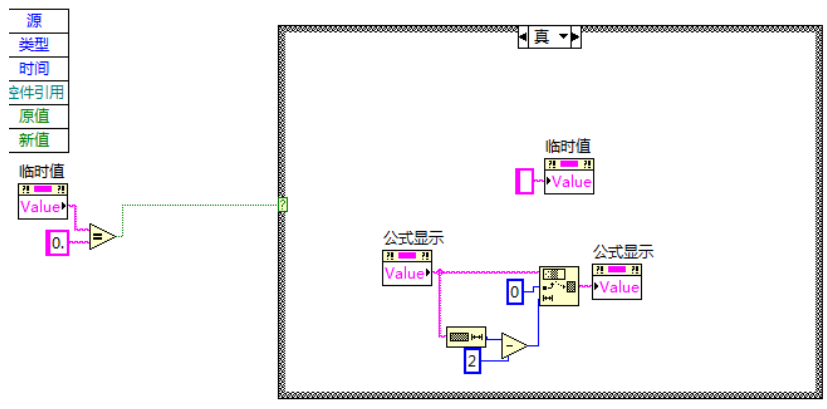 源
类型
时间
控件引用
原值
新值
真
临时值
Value
临时值
Value
0.
=
?
公式显示
Value
公式显示
Value
0
2
-